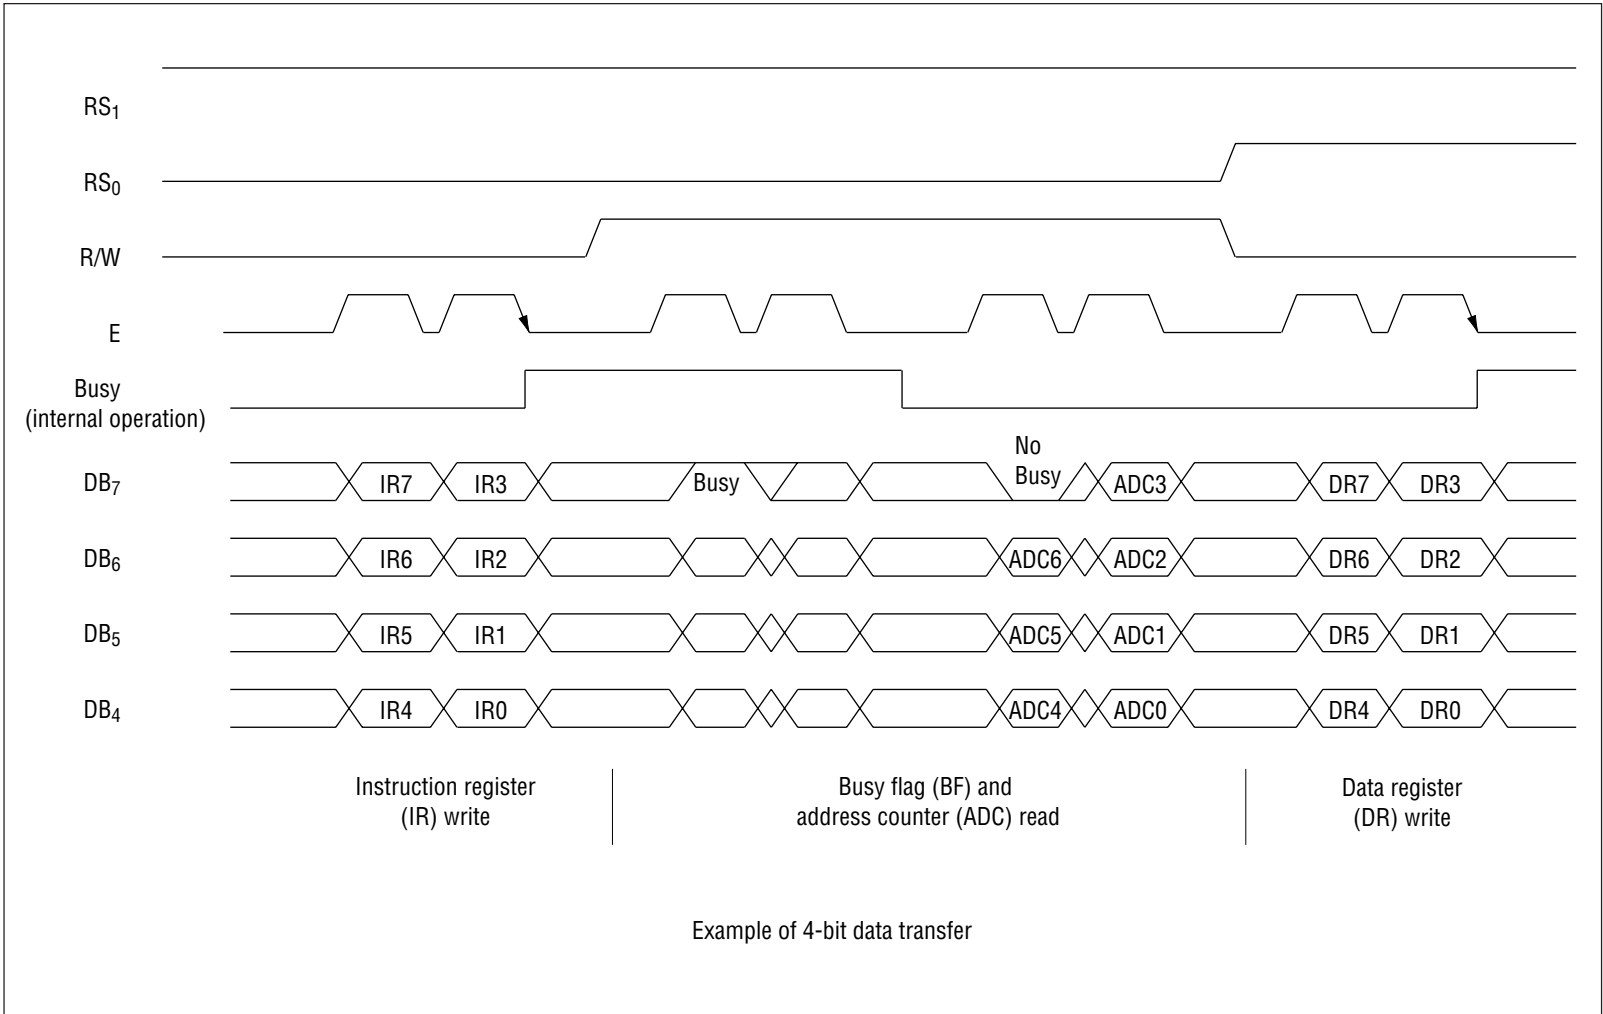 RS1
RS0
R/W
E
Busy
(internal operation)
No
Busy
DB7 IR7 IR3 Busy ADC3 DR7 DR3
DB6 IR6 IR2 ADC6 ADC2 DR6 DR2
DB5 IR5 IR1 ADC5 ADC1 DR5 DR1
DB4 IR4 IR0 ADC4 ADC0 DR4 DR0
Instruction register
(IR) write
Busy flag (BF) and
address counter (ADC) read
Data register
(DR) write
Example of 4-bit data transfer